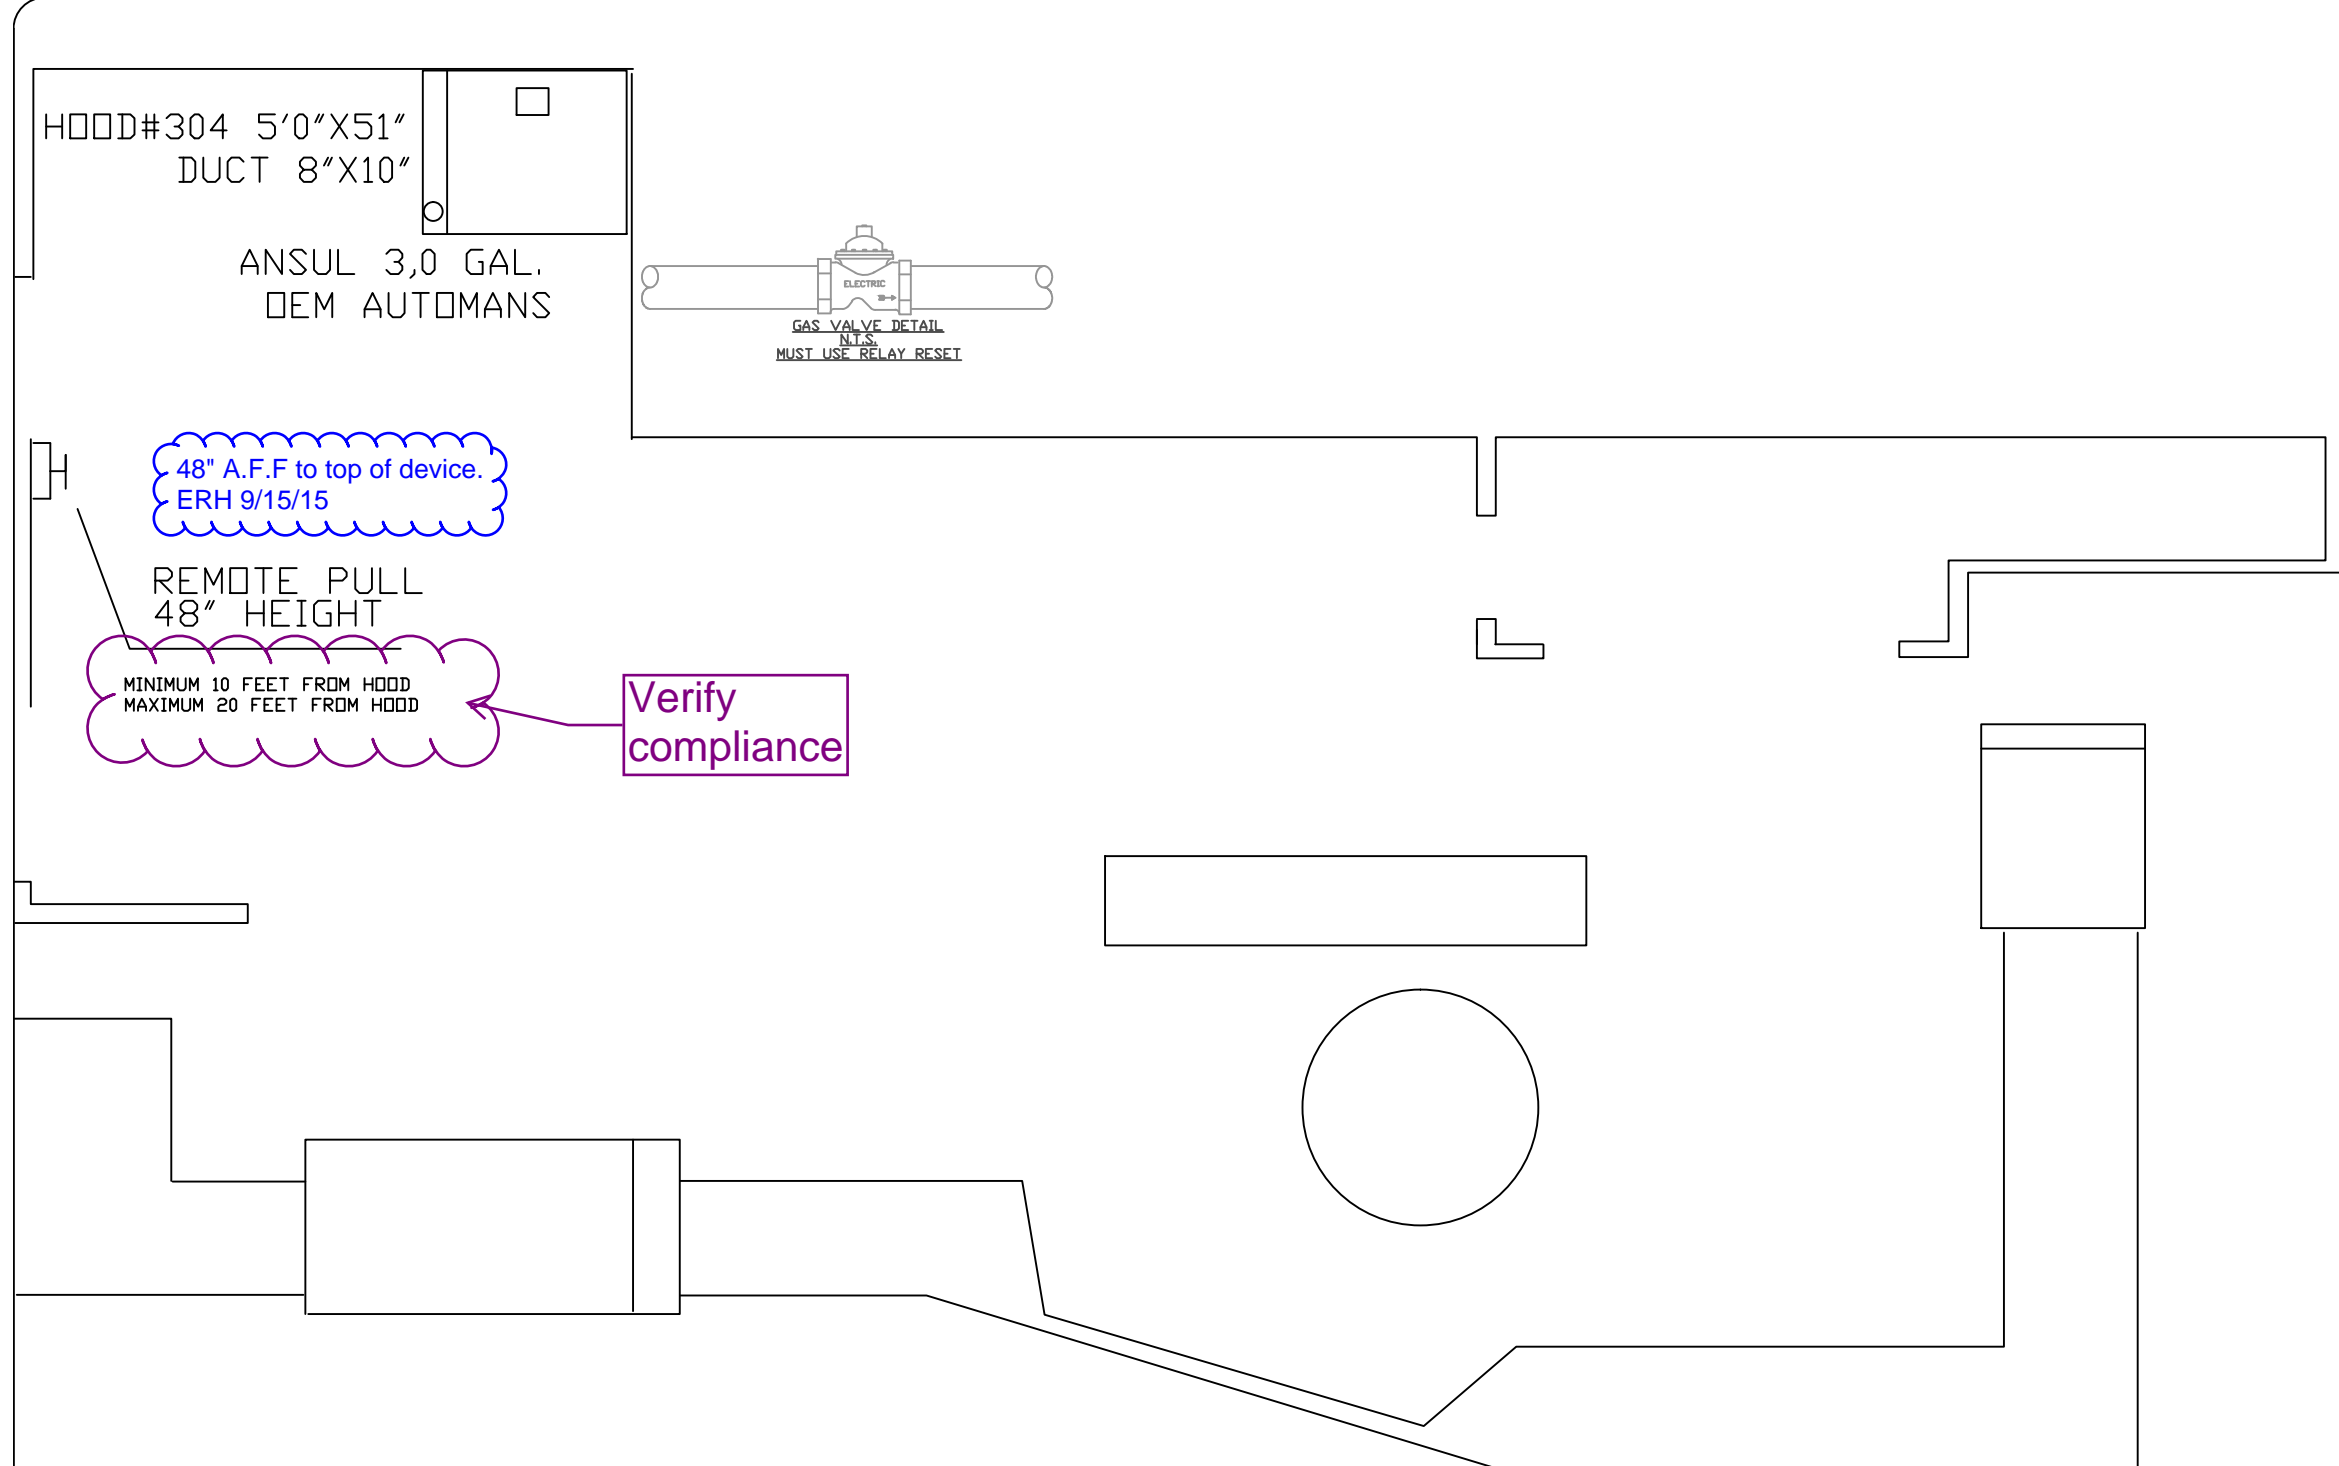 HOOD#304 5'0"X51"
DUCT 8"X10"
ANSUL 3,0 GAL.
OEM AUTOMANS
ELECTRIC
GAS VALVE DETAIL
N.T.S.
MUST USE RELAY RESET
48" A.F.F to top of device.
ERH 9/15/15
REMOTE PULL
48" HEIGHT
MINIMUM 10 FEET FROM HOOD
MAXIMUM 20 FEET FROM HOOD
Verify
compliance